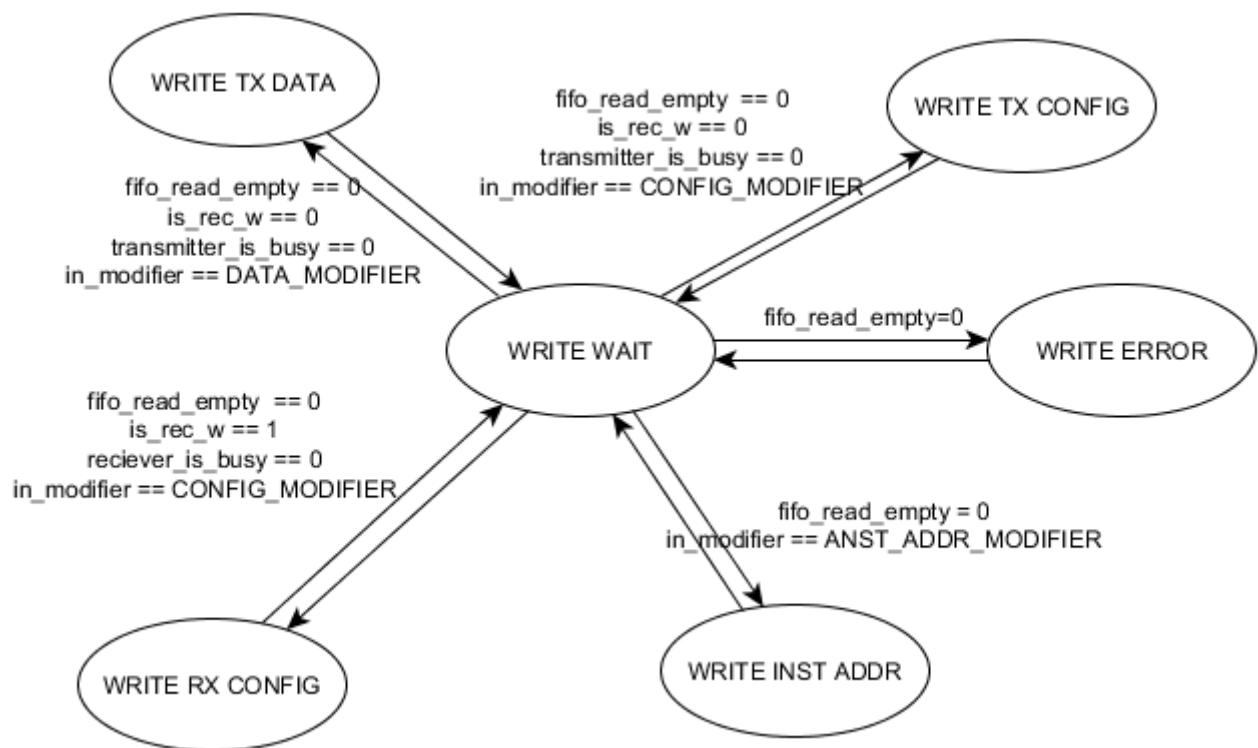 WRITE TX DATA
fifo_read_empty == 0
is_rec_w == 0
transmitter_is_busy == 0
in_modifier == DATA_MODIFIER
fifo_read_empty == 0
is_rec_w == 0
transmitter_is_busy == 0
in_modifier == CONFIG_MODIFIER
WRITE TX CONFIG
WRITE WAIT
fifo_read_empty=0
WRITE ERROR
fifo_read_empty == 0
is_rec_w == 1
reciever_is_busy == 0
in_modifier == CONFIG_MODIFIER
fifo_read_empty = 0
in_modifier == ANST_ADDR_MODIFIER
WRITE RX CONFIG
WRITE INST ADDR